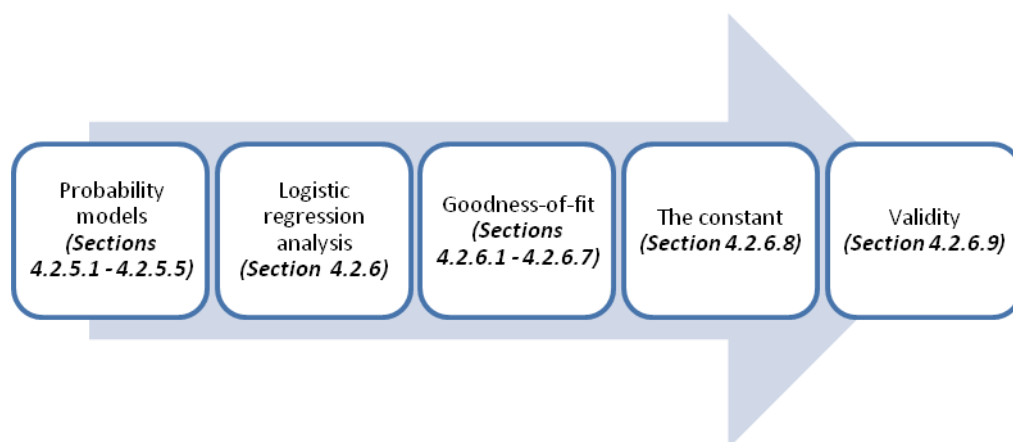 Probability
models
(Sections
4.2.5.1 - 4.2.5.5)
Logistic
regression
analysis
(Section 4.2.6)
Goodness-of-fit
(Sections
4.2.6.1 - 4.2.6.7)
The constant
(Section 4.2.6.8)
Validity
(Section 4.2.6.9)